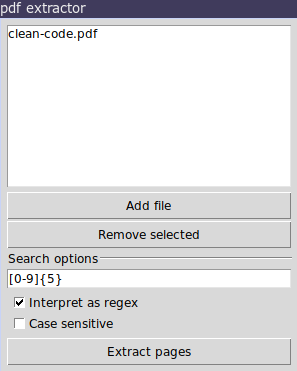 pdf extractor
clean-code.pdf
Add file
Remove selected
Search options
[0-9]{5}
Interpret as regex
Case sensitive
Extract pages